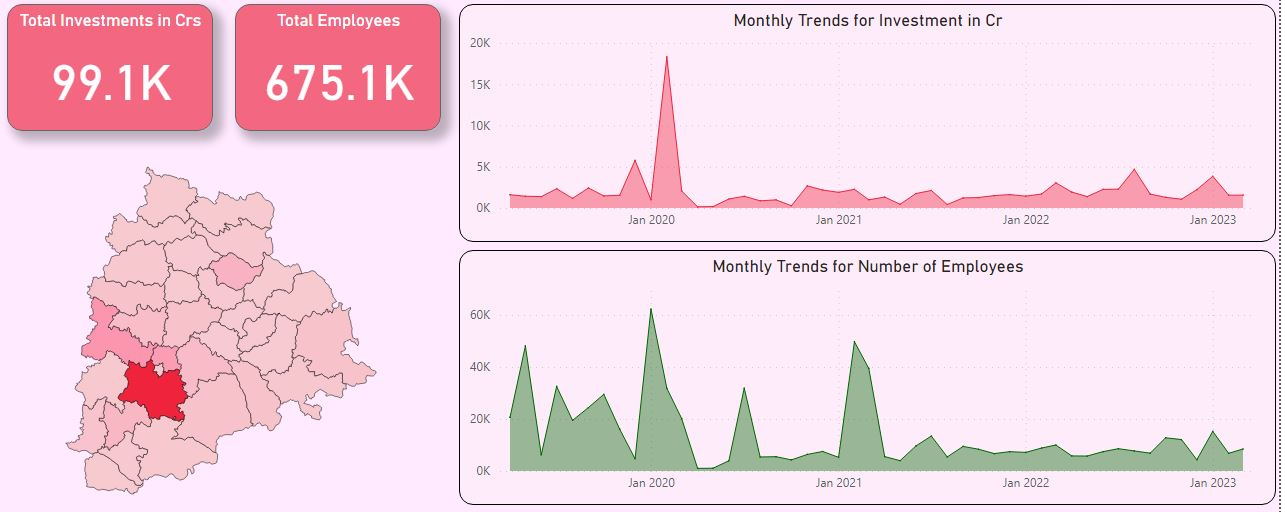 Total Investments in Crs
99.1K
Total Employees
675.1K
Monthly Trends for Investment in Cr
20K
15K
10K
5K
0K
Jan 2020 Jan 2021 Jan 2022 Jan 2023
Monthly Trends for Number of Employees
60K
40K
20K
0K
Jan 2020 Jan 2021 Jan 2022 Jan 2023